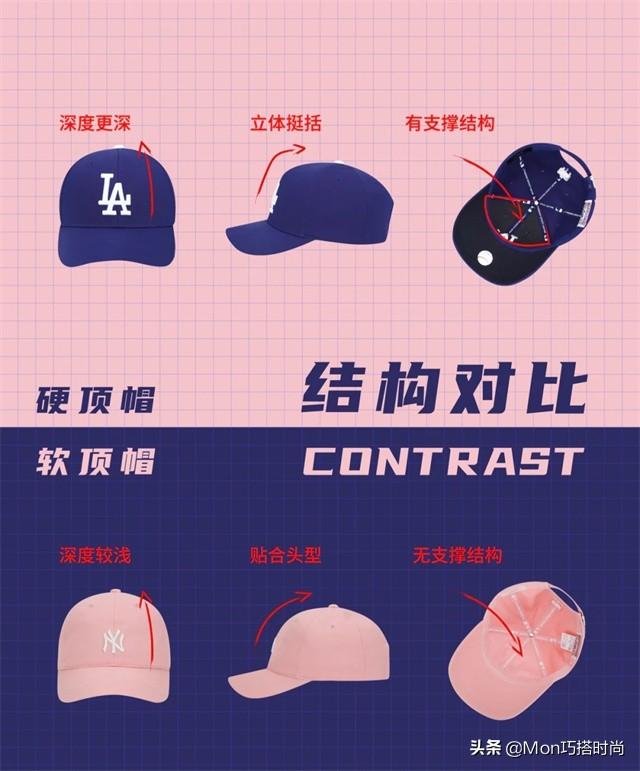 深度更深
立体挺括
有支撑结构
LA
硬顶帽
结构对比
软顶帽
CONTRAST
深度较浅
贴合头型
无支撑结构
NY
头条 @Mon巧搭时尚